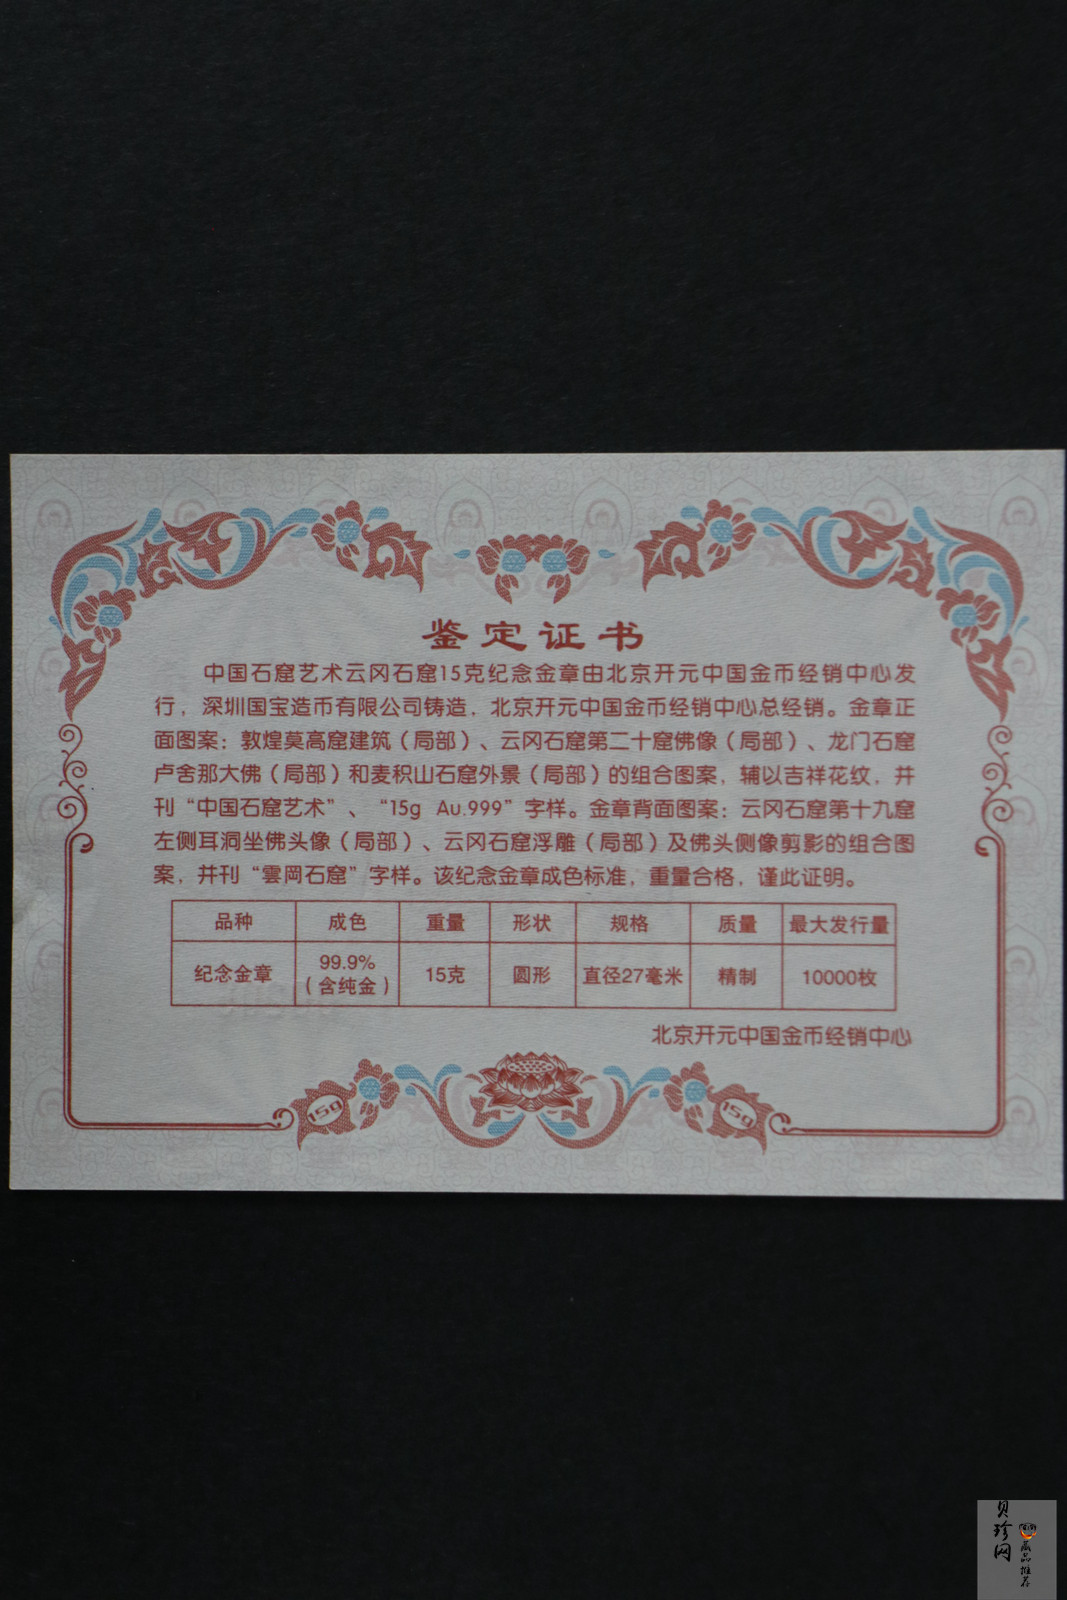 鉴定证书
中国石窟艺术云冈石窟15克纪念金章由北京开元中国金币经销中心发
行，深圳国宝造币有限公司铸造，北京开元中国金币经销中心总经销。金章正
面图案：敦煌莫高窟建筑（局部）、云冈石窟第二十窟佛像（局部）、龙门石窟
卢舍那大佛（局部）和麦积山石窟外景（局部）的组合图案，辅以吉祥花纹，并
刊“中国石窟艺术”、“15g Au.999”字样。金章背面图案：云冈石窟第十九窟
左侧耳洞坐佛头像（局部）、云冈石窟浮雕（局部）及佛头侧像剪影的组合图
案，并刊“雲岡石窟”字样。该纪念金章成色标准，重量合格，谨此证明。
品种 成色 重量 形状 规格 质量 最大发行量
纪念金章 99.9%（含纯金） 15克 圆形 直径27毫米 精制 10000枚
北京开元中国金币经销中心
15g 15g
贝珍网
藏品推荐